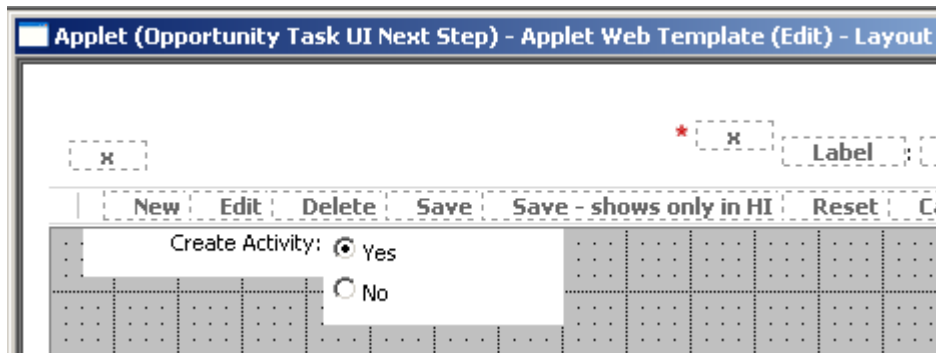 Applet (Opportunity Task UI Next Step) - Applet Web Template (Edit) - Layout
* x
x
Label :
New Edit Delete Save Save - shows only in HI Reset
Create Activity: Yes
No